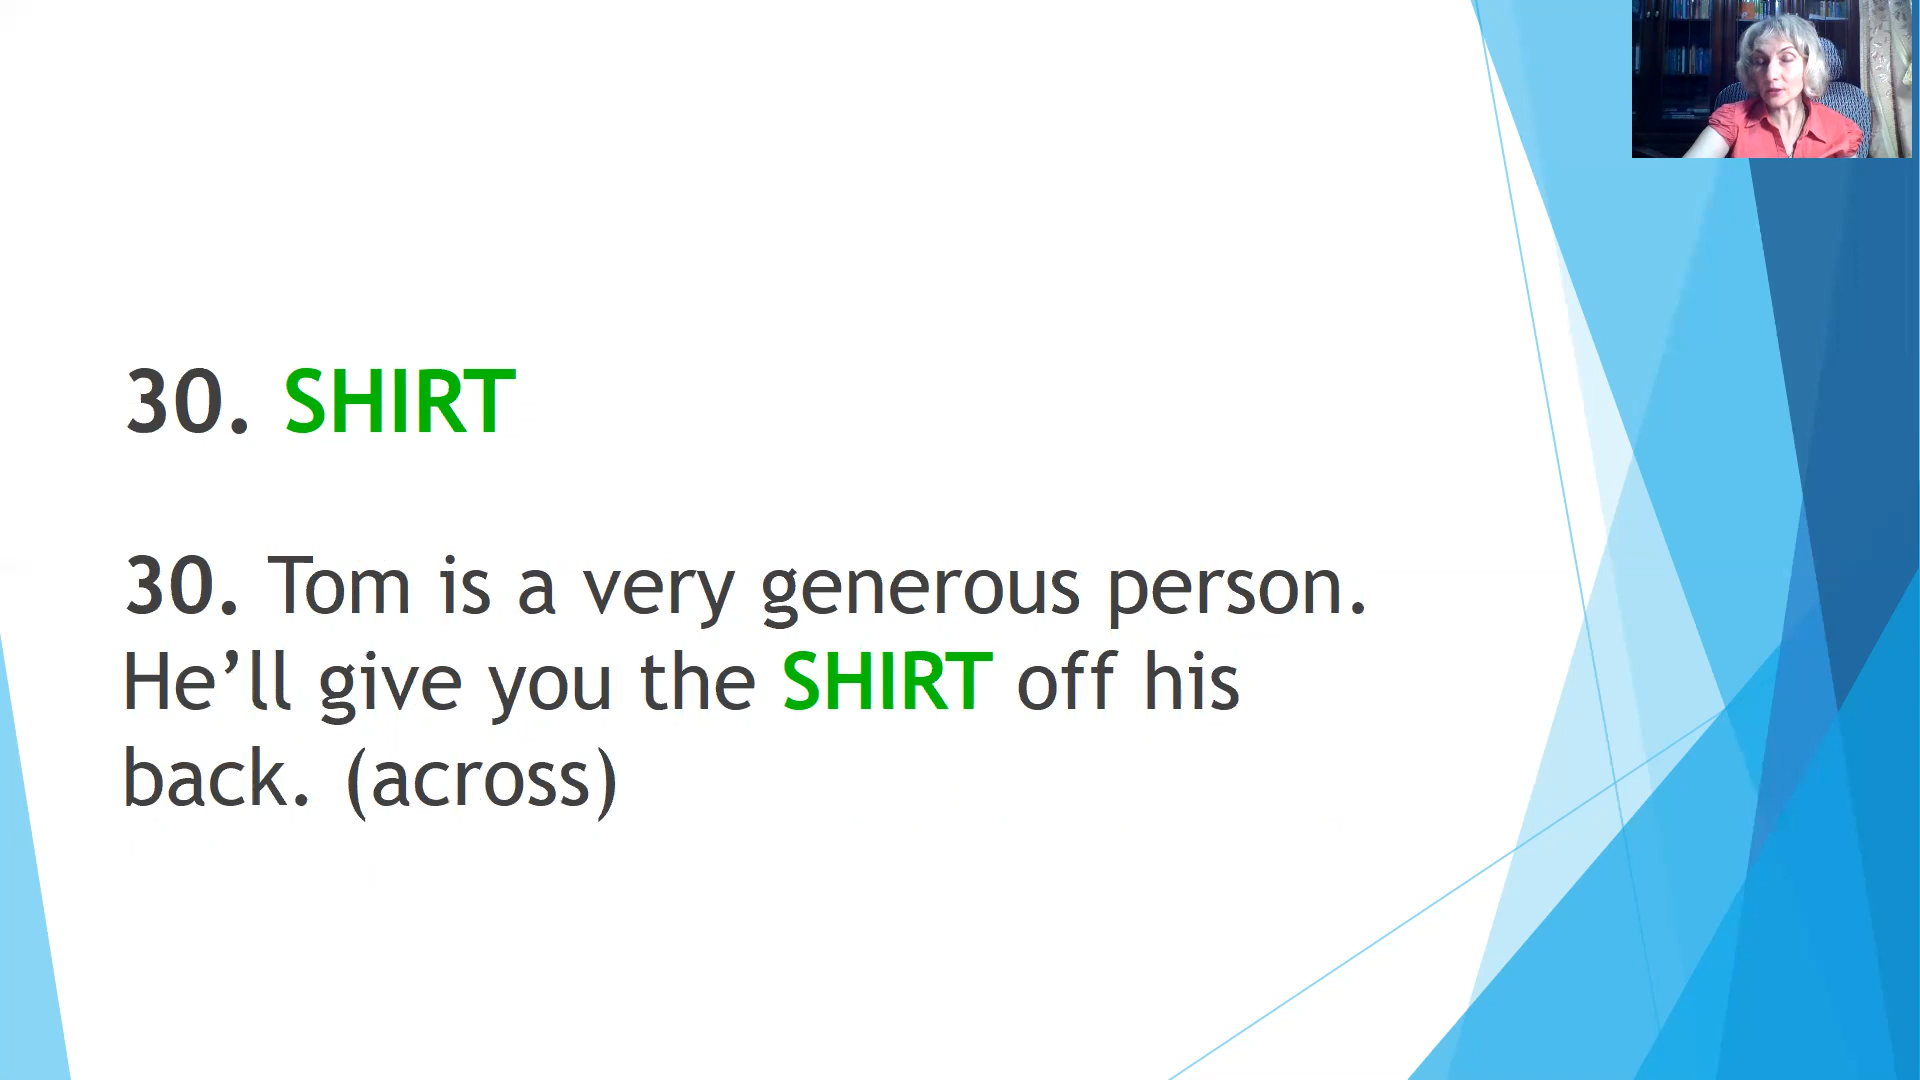 30. SHIRT
30. Tom is a very generous person.
He’ll give you the SHIRT off his
back. (across)